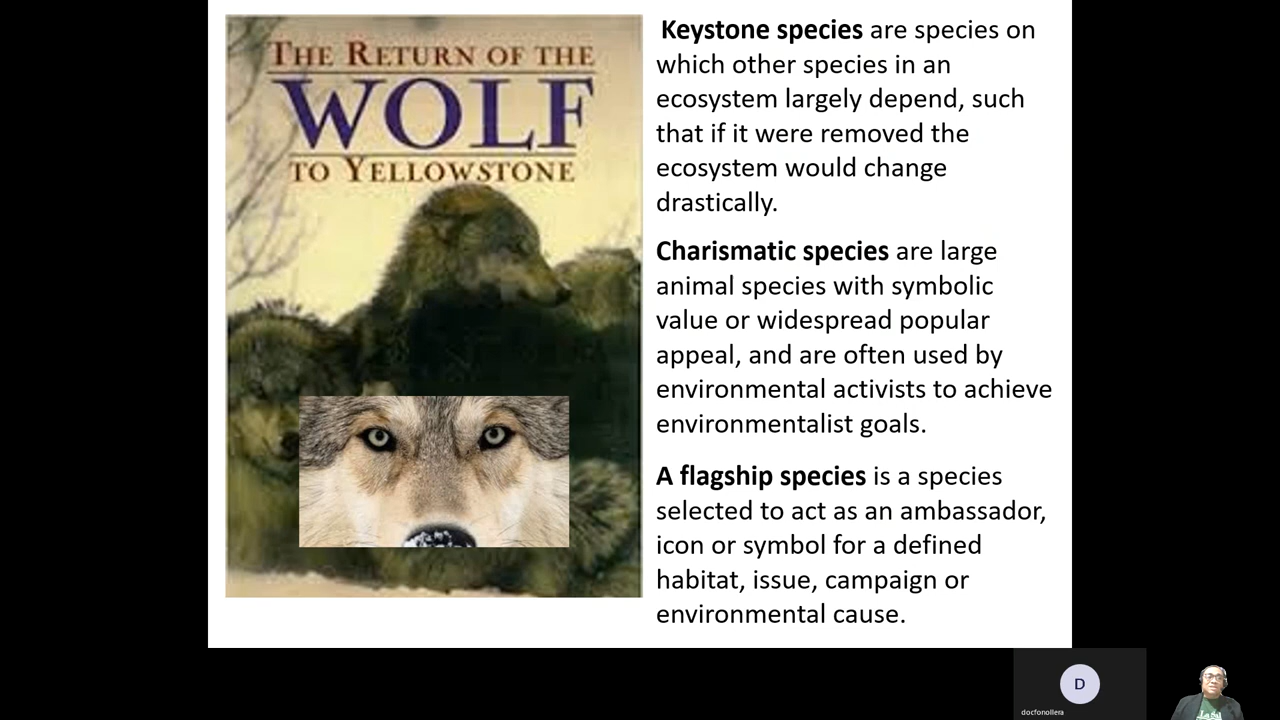 THE RETURN OF THE
WOLF
TO YELLOWSTONE
Keystone species are species on
which other species in an
ecosystem largely depend, such
that if it were removed the
ecosystem would change
drastically.
Charismatic species are large
animal species with symbolic
value or widespread popular
appeal, and are often used by
environmental activists to achieve
environmentalist goals.
A flagship species is a species
selected to act as an ambassador,
icon or symbol for a defined
habitat, issue, campaign or
environmental cause.
D
docfonollera